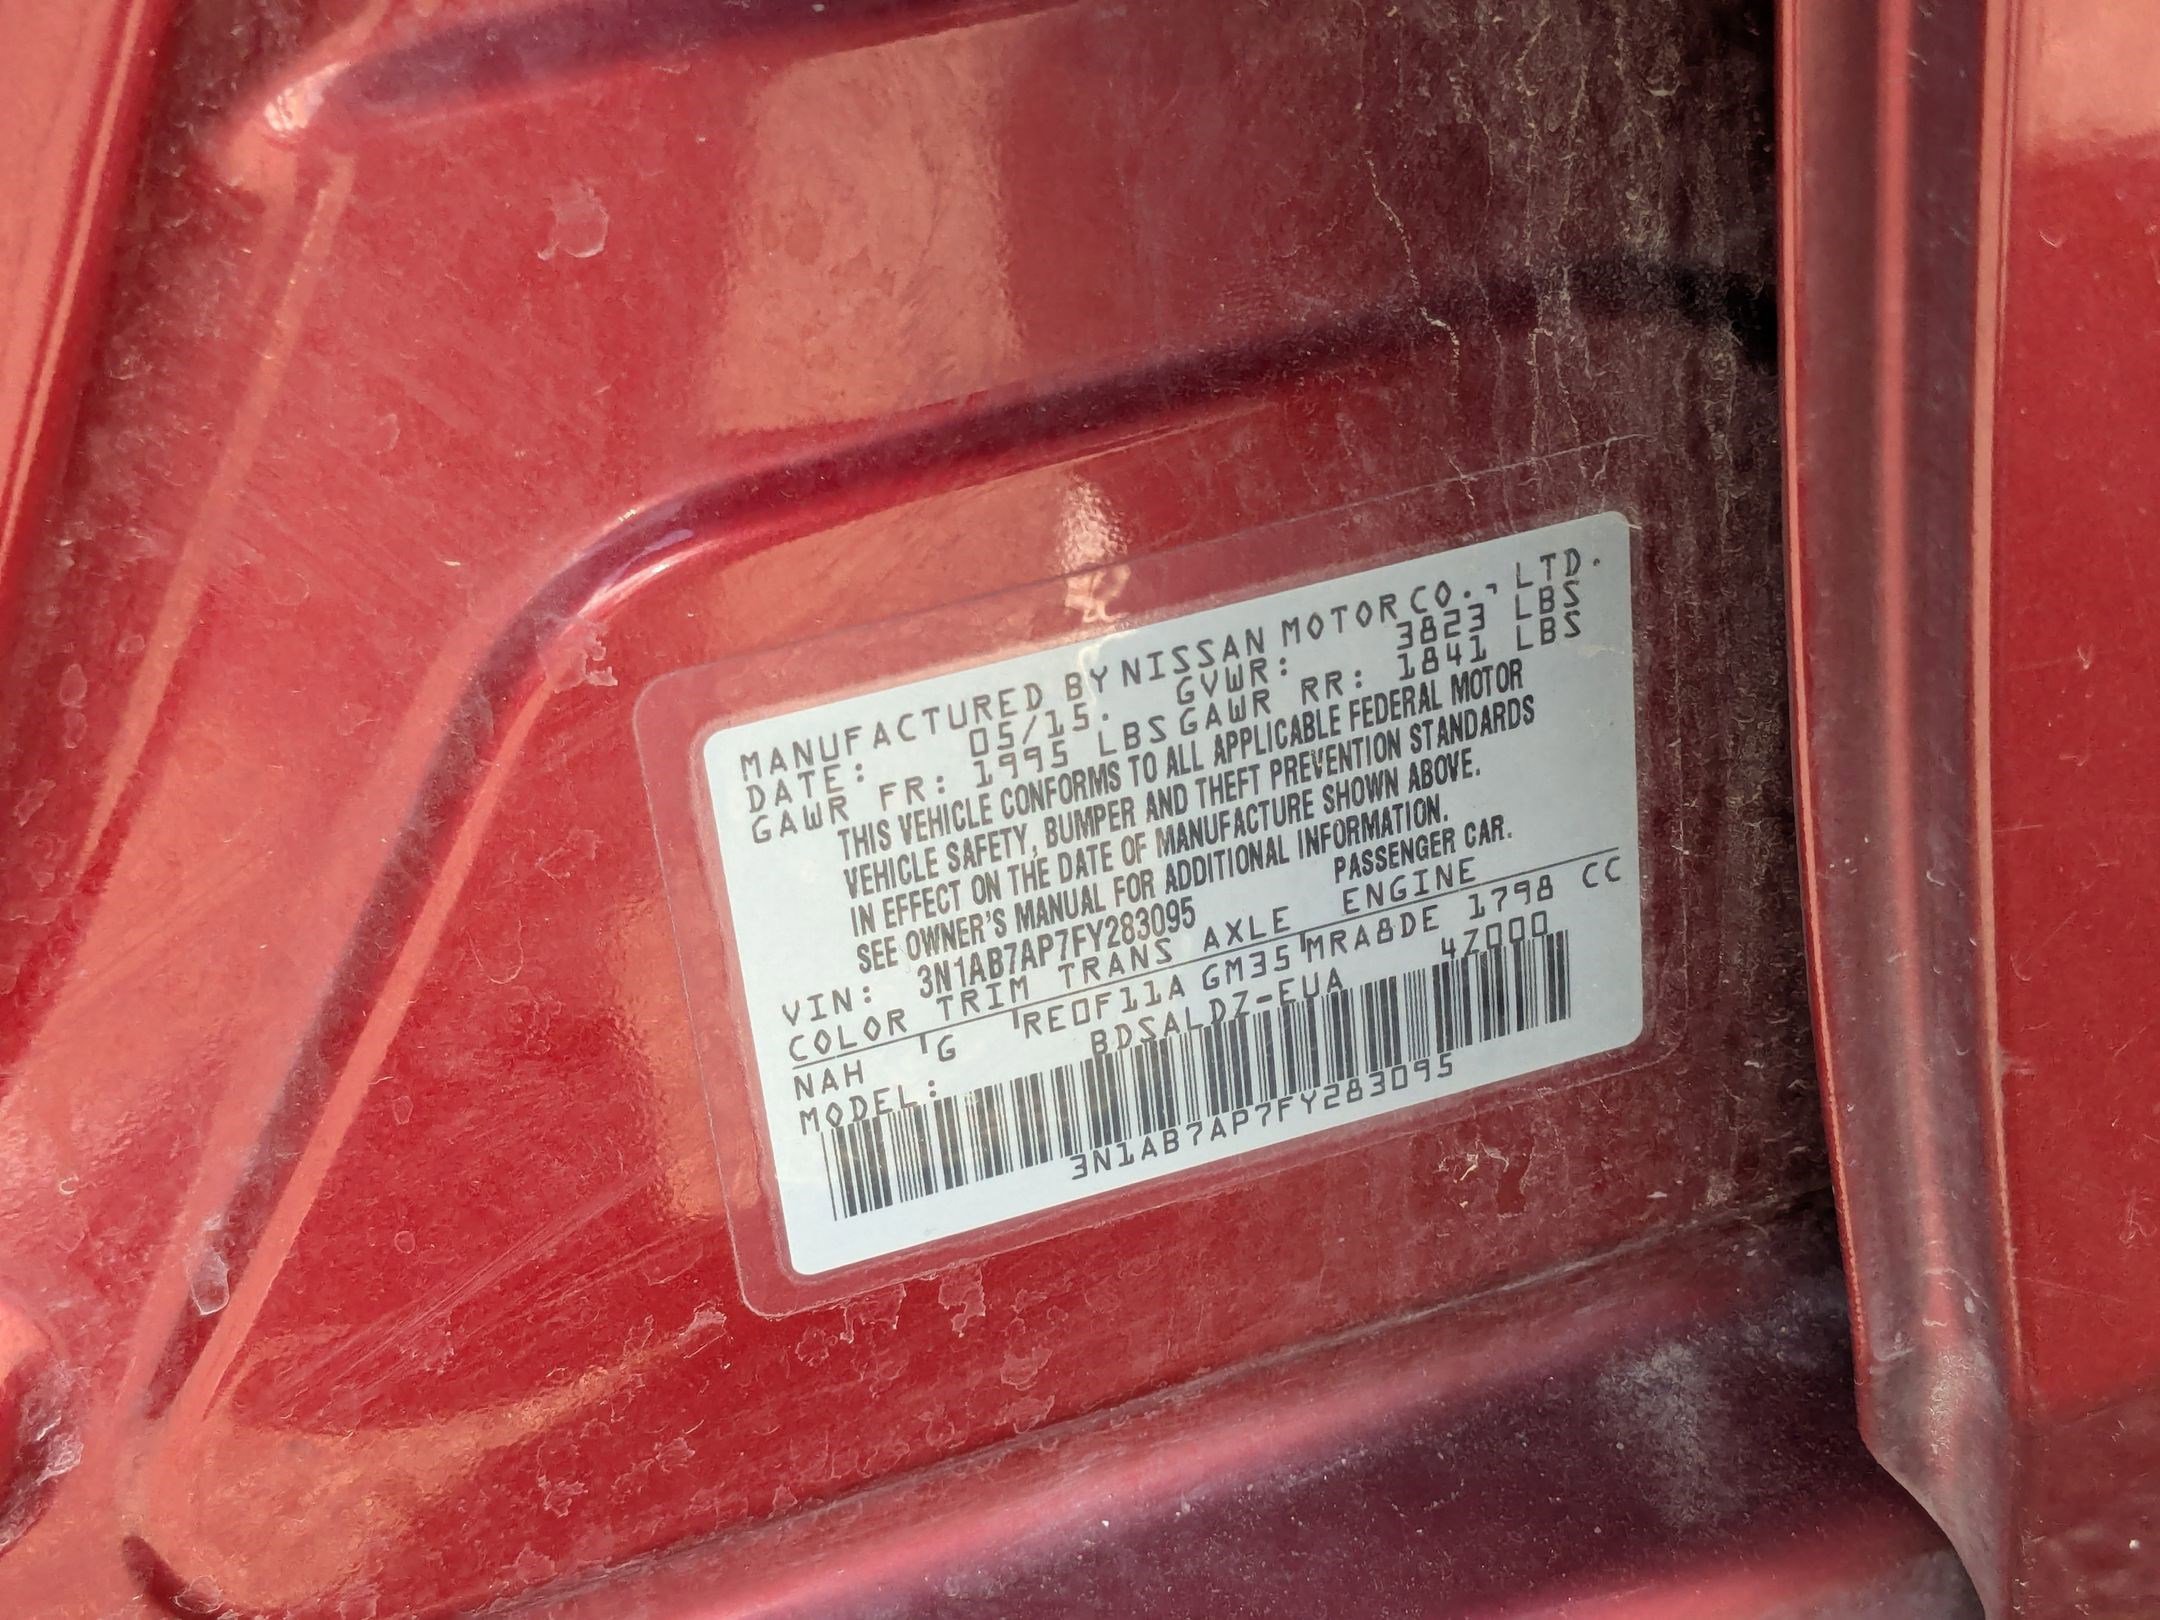 MANUFACTURED BY NISSAN MOTOR CO., LTD.
DATE: 05/15. GVWR: 3823 LBS
GAWR FR: 1995 LBS GAWR RR: 1841 LBS
THIS VEHICLE CONFORMS TO ALL APPLICABLE FEDERAL MOTOR
VEHICLE SAFETY, BUMPER AND THEFT PREVENTION STANDARDS
IN EFFECT ON THE DATE OF MANUFACTURE SHOWN ABOVE.
SEE OWNER'S MANUAL FOR ADDITIONAL INFORMATION.
VIN: 3N1AB7AP7FY283095 PASSENGER CAR.
COLOR TRIM TRANS AXLE ENGINE
NAH G RE0F11A GM35 MRA8DE 1798 CC
MODEL: BDSALDZ-EUA 4Z000
3N1AB7AP7FY283095